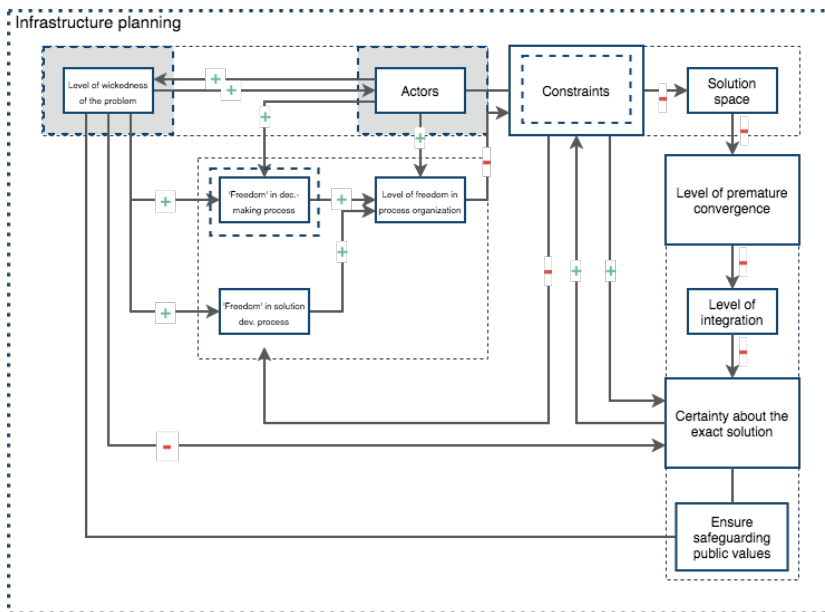 Infrastructure planning
Level of wickedness
of the problem
+
+
Actors
Constraints
-
Solution
space
+
+
-
-
'Freedom' in dec.-
making process
+
Level of freedom in
process organization
+
Level of premature
convergence
+
-
+
+
-
'Freedom' in solution
dev. process
+
Level of
integration
-
Certainty about the
exact solution
-
Ensure
safeguarding
public values